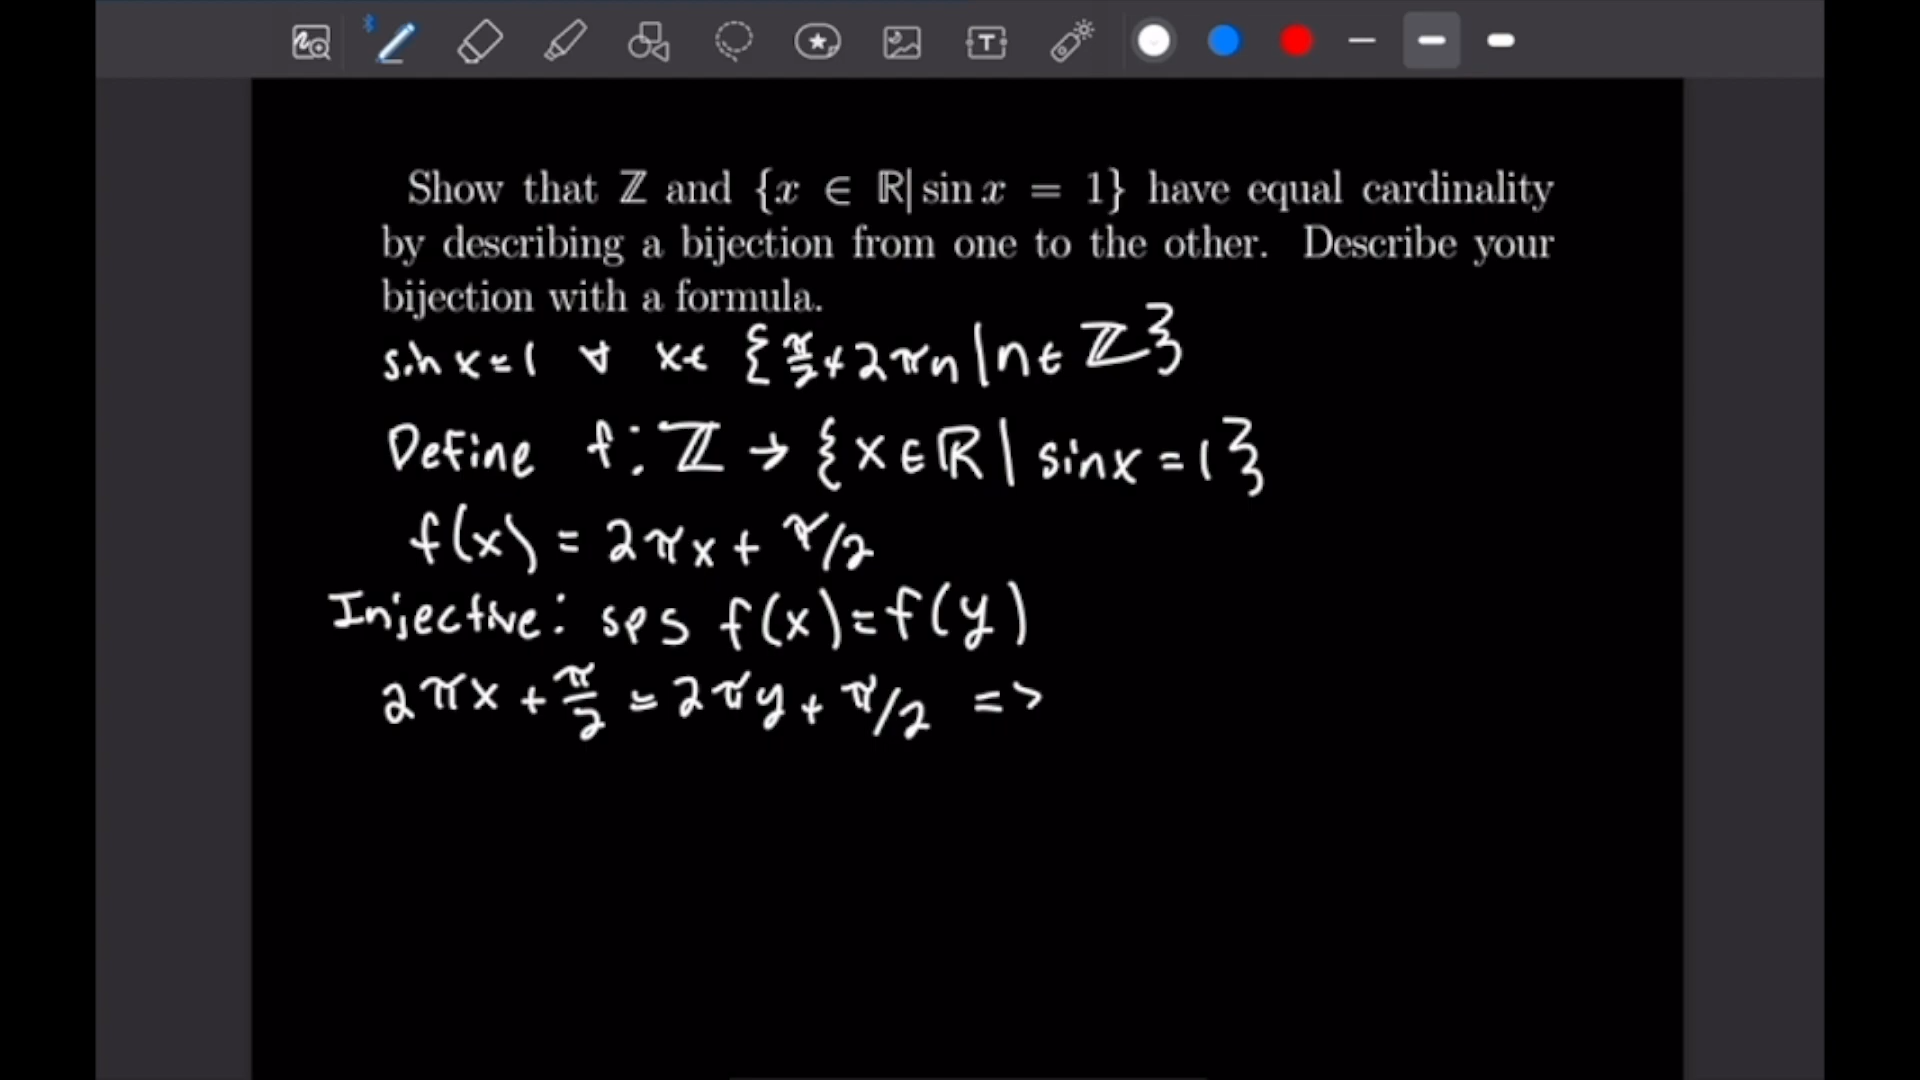 Show that ℤ and {x ∈ ℝ| sin x = 1} have equal cardinality
by describing a bijection from one to the other. Describe your
bijection with a formula.
sin x = 1 ∀ x ∈ {π/2 + 2πn | n ∈ ℤ}
Define f: ℤ → {x ∈ ℝ | sin x = 1}
f(x) = 2πx + π/2
Injective: sps f(x) = f(y)
2πx + π/2 = 2πy + π/2 =>